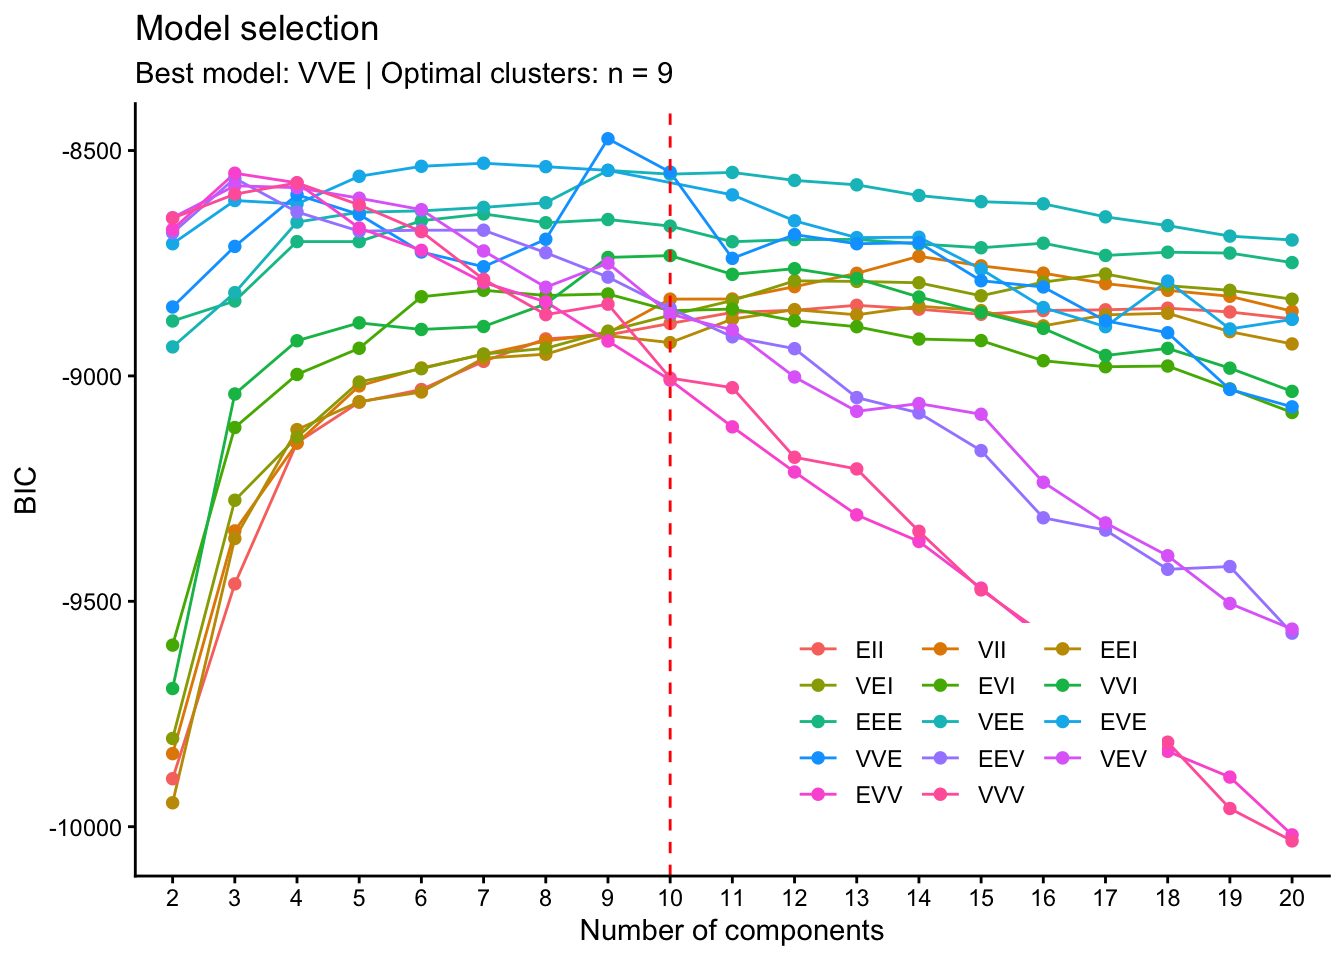 Model selection
Best model: VVE | Optimal clusters: n = 9
BIC
-8500
-9000
-9500
-10000
EII VII EEI
VEI EVI VVI
EEE VEE EVE
VVE EEV VEV
EVV VVV
2 3 4 5 6 7 8 9 10 11 12 13 14 15 16 17 18 19 20
Number of components